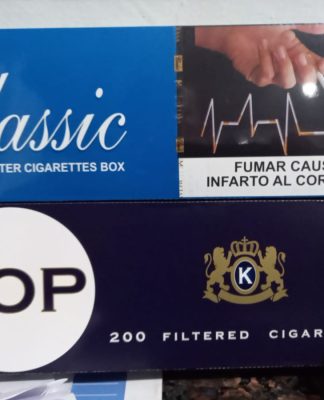 lassic
TER CIGARETTES BOX
FUMAR CAUS
INFARTO AL COR
OP
K
200 FILTERED CIGAR